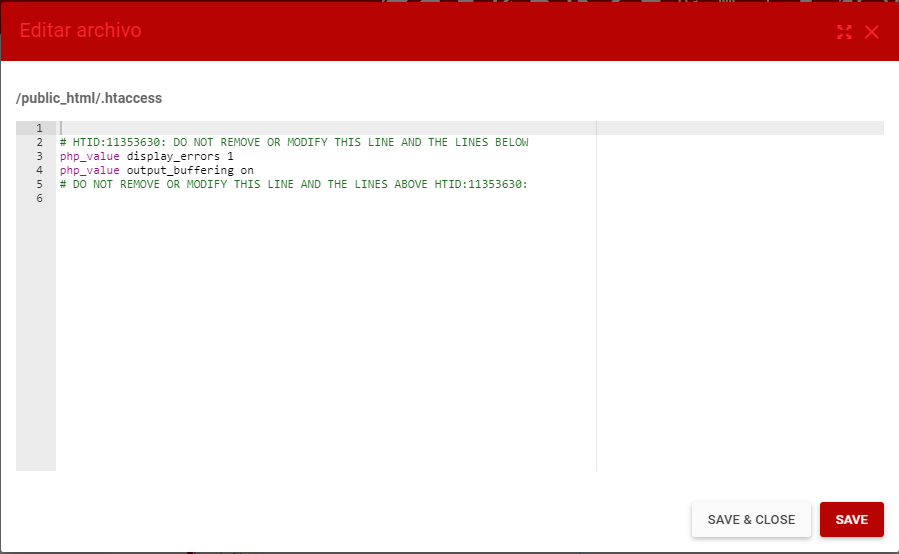 Editar archivo
/public_html/.htaccess
1
2 # HTID:11353630: DO NOT REMOVE OR MODIFY THIS LINE AND THE LINES BELOW
3 php_value display_errors 1
4 php_value output_buffering on
5 # DO NOT REMOVE OR MODIFY THIS LINE AND THE LINES ABOVE HTID:11353630:
6
SAVE & CLOSE SAVE